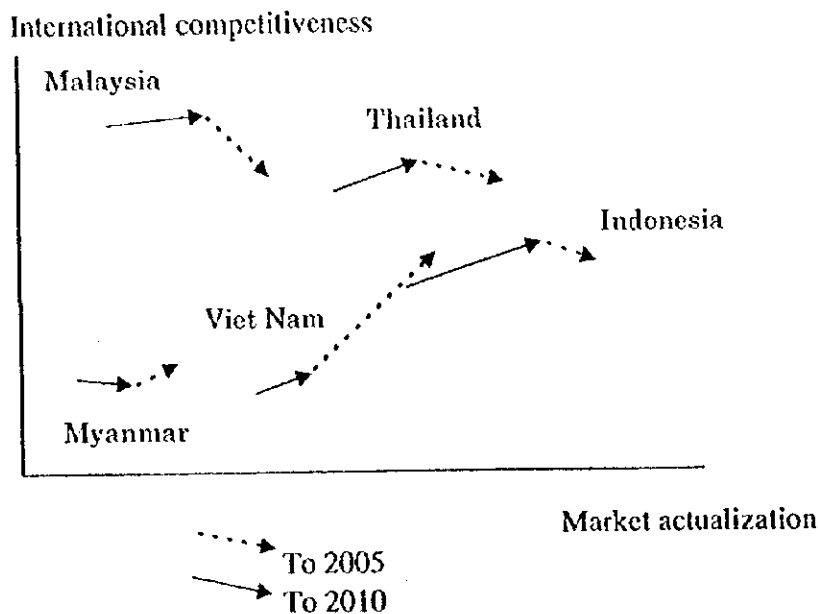 International competitiveness
Malaysia
Thailand
Indonesia
Viet Nam
Myanmar
Market actualization
To 2005
To 2010